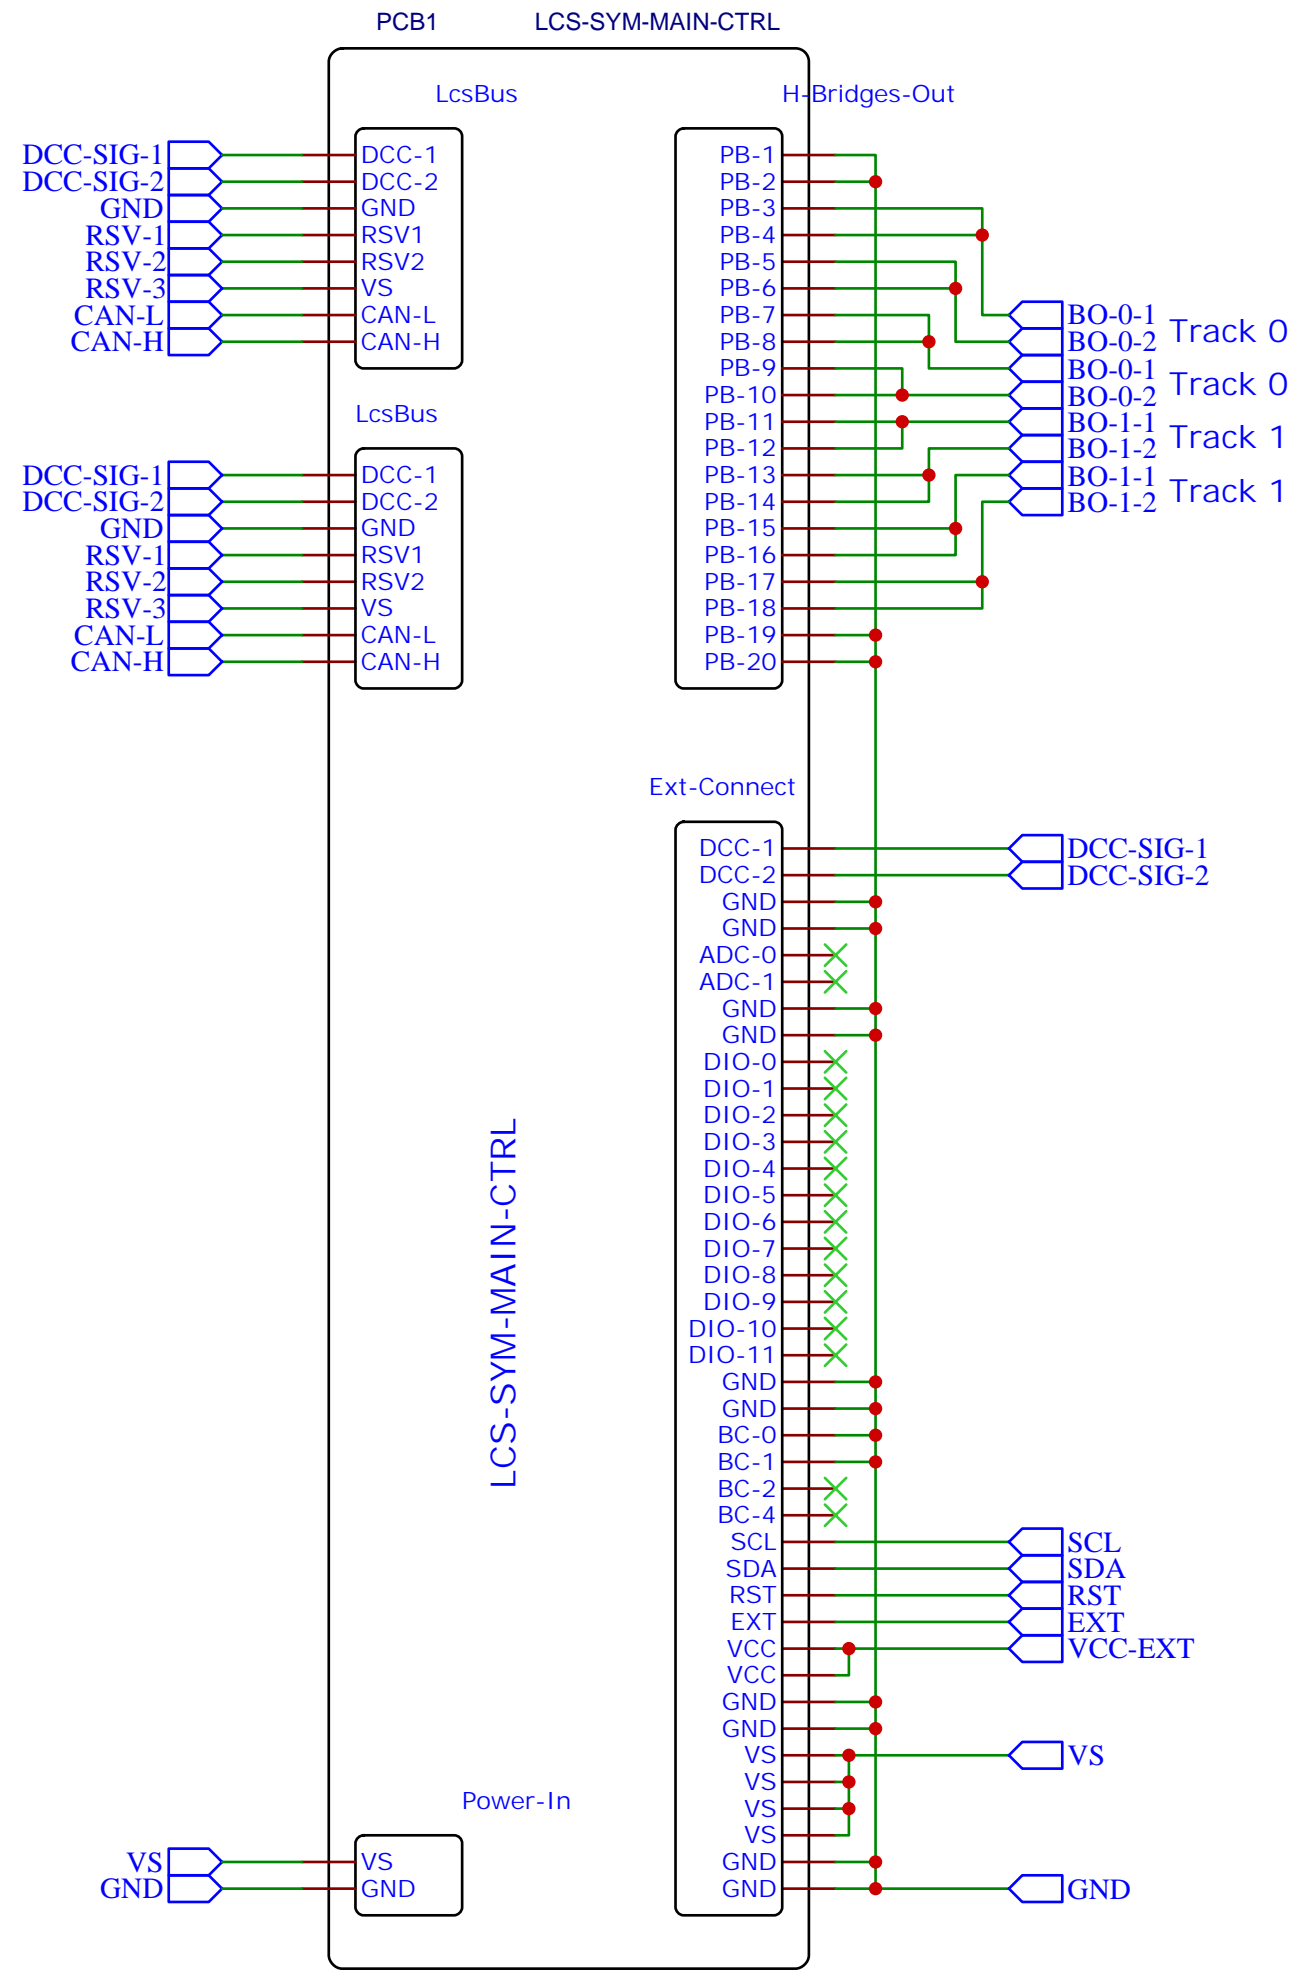 PCB1
LCS-SYM-MAIN-CTRL
LcsBus
DCC-SIG-1 DCC-1
DCC-SIG-2 DCC-2
GND GND
RSV-1 RSV1
RSV-2 RSV2
RSV-3 VS
CAN-L CAN-L
CAN-H CAN-H
LcsBus
DCC-SIG-1 DCC-1
DCC-SIG-2 DCC-2
GND GND
RSV-1 RSV1
RSV-2 RSV2
RSV-3 VS
CAN-L CAN-L
CAN-H CAN-H
H-Bridges-Out
PB-1
PB-2
PB-3
PB-4
PB-5
PB-6
PB-7
PB-8
PB-9
PB-10
PB-11
PB-12
PB-13
PB-14
PB-15
PB-16
PB-17
PB-18
PB-19
PB-20
BO-0-1
BO-0-2
Track 0
BO-0-1
BO-0-2
Track 0
BO-1-1
BO-1-2
Track 1
BO-1-1
BO-1-2
Track 1
Ext-Connect
DCC-1 DCC-SIG-1
DCC-2 DCC-SIG-2
GND
GND
ADC-0
ADC-1
GND
GND
DIO-0
DIO-1
DIO-2
DIO-3
DIO-4
DIO-5
DIO-6
DIO-7
DIO-8
DIO-9
DIO-10
DIO-11
GND
GND
BC-0
BC-1
BC-2
BC-4
SCL SCL
SDA SDA
RST RST
EXT EXT
VCC VCC-EXT
VCC
GND
GND
VS VS
VS
VS
VS
GND
GND GND
LCS-SYM-MAIN-CTRL
Power-In
VS VS
GND GND